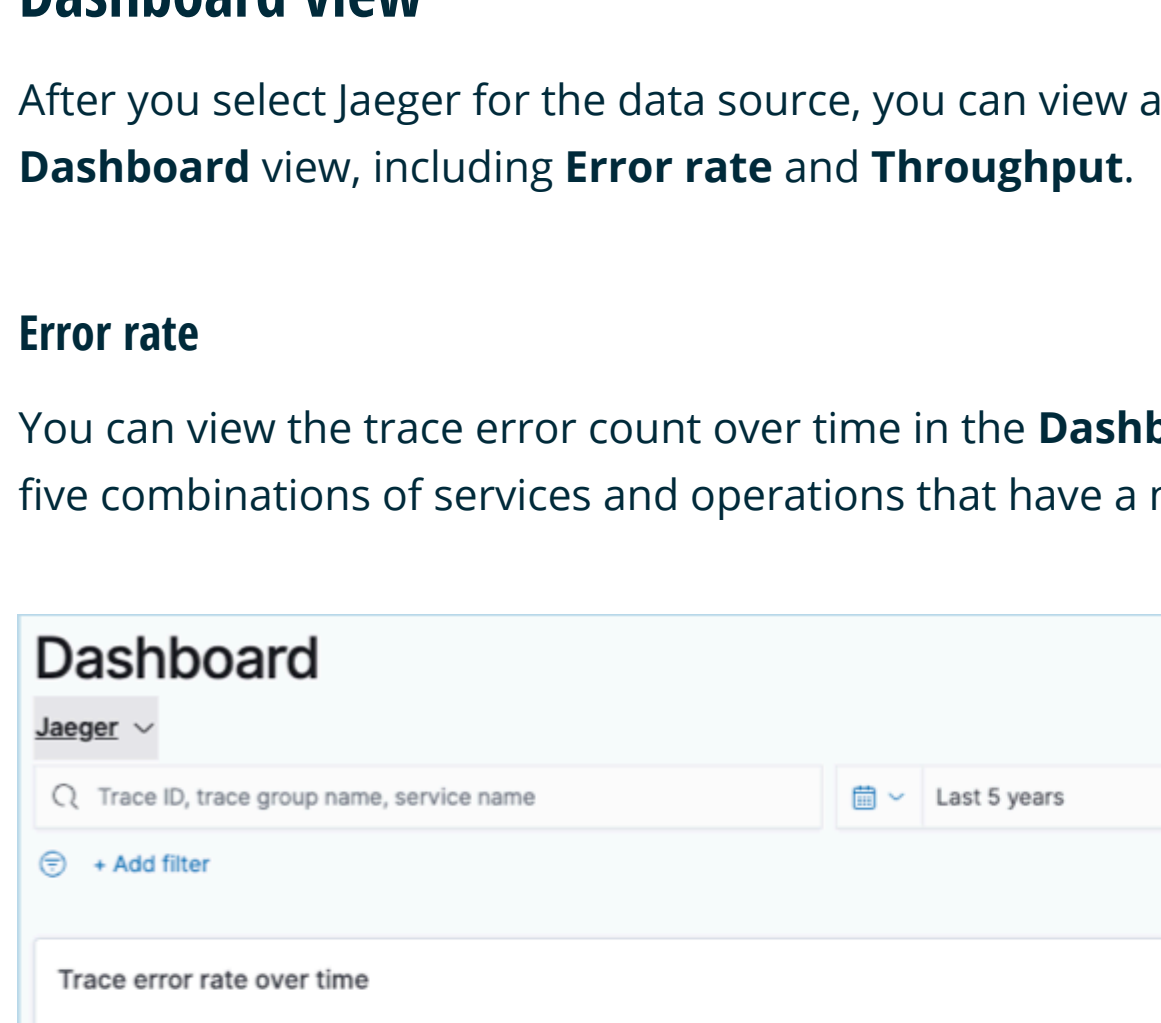 Dashboard view
After you select Jaeger for the data source, you can view a
Dashboard view, including Error rate and Throughput.
Error rate
You can view the trace error count over time in the Dashb
five combinations of services and operations that have a
Dashboard
Jaeger
Trace ID, trace group name, service name
Last 5 years
+ Add filter
Trace error rate over time